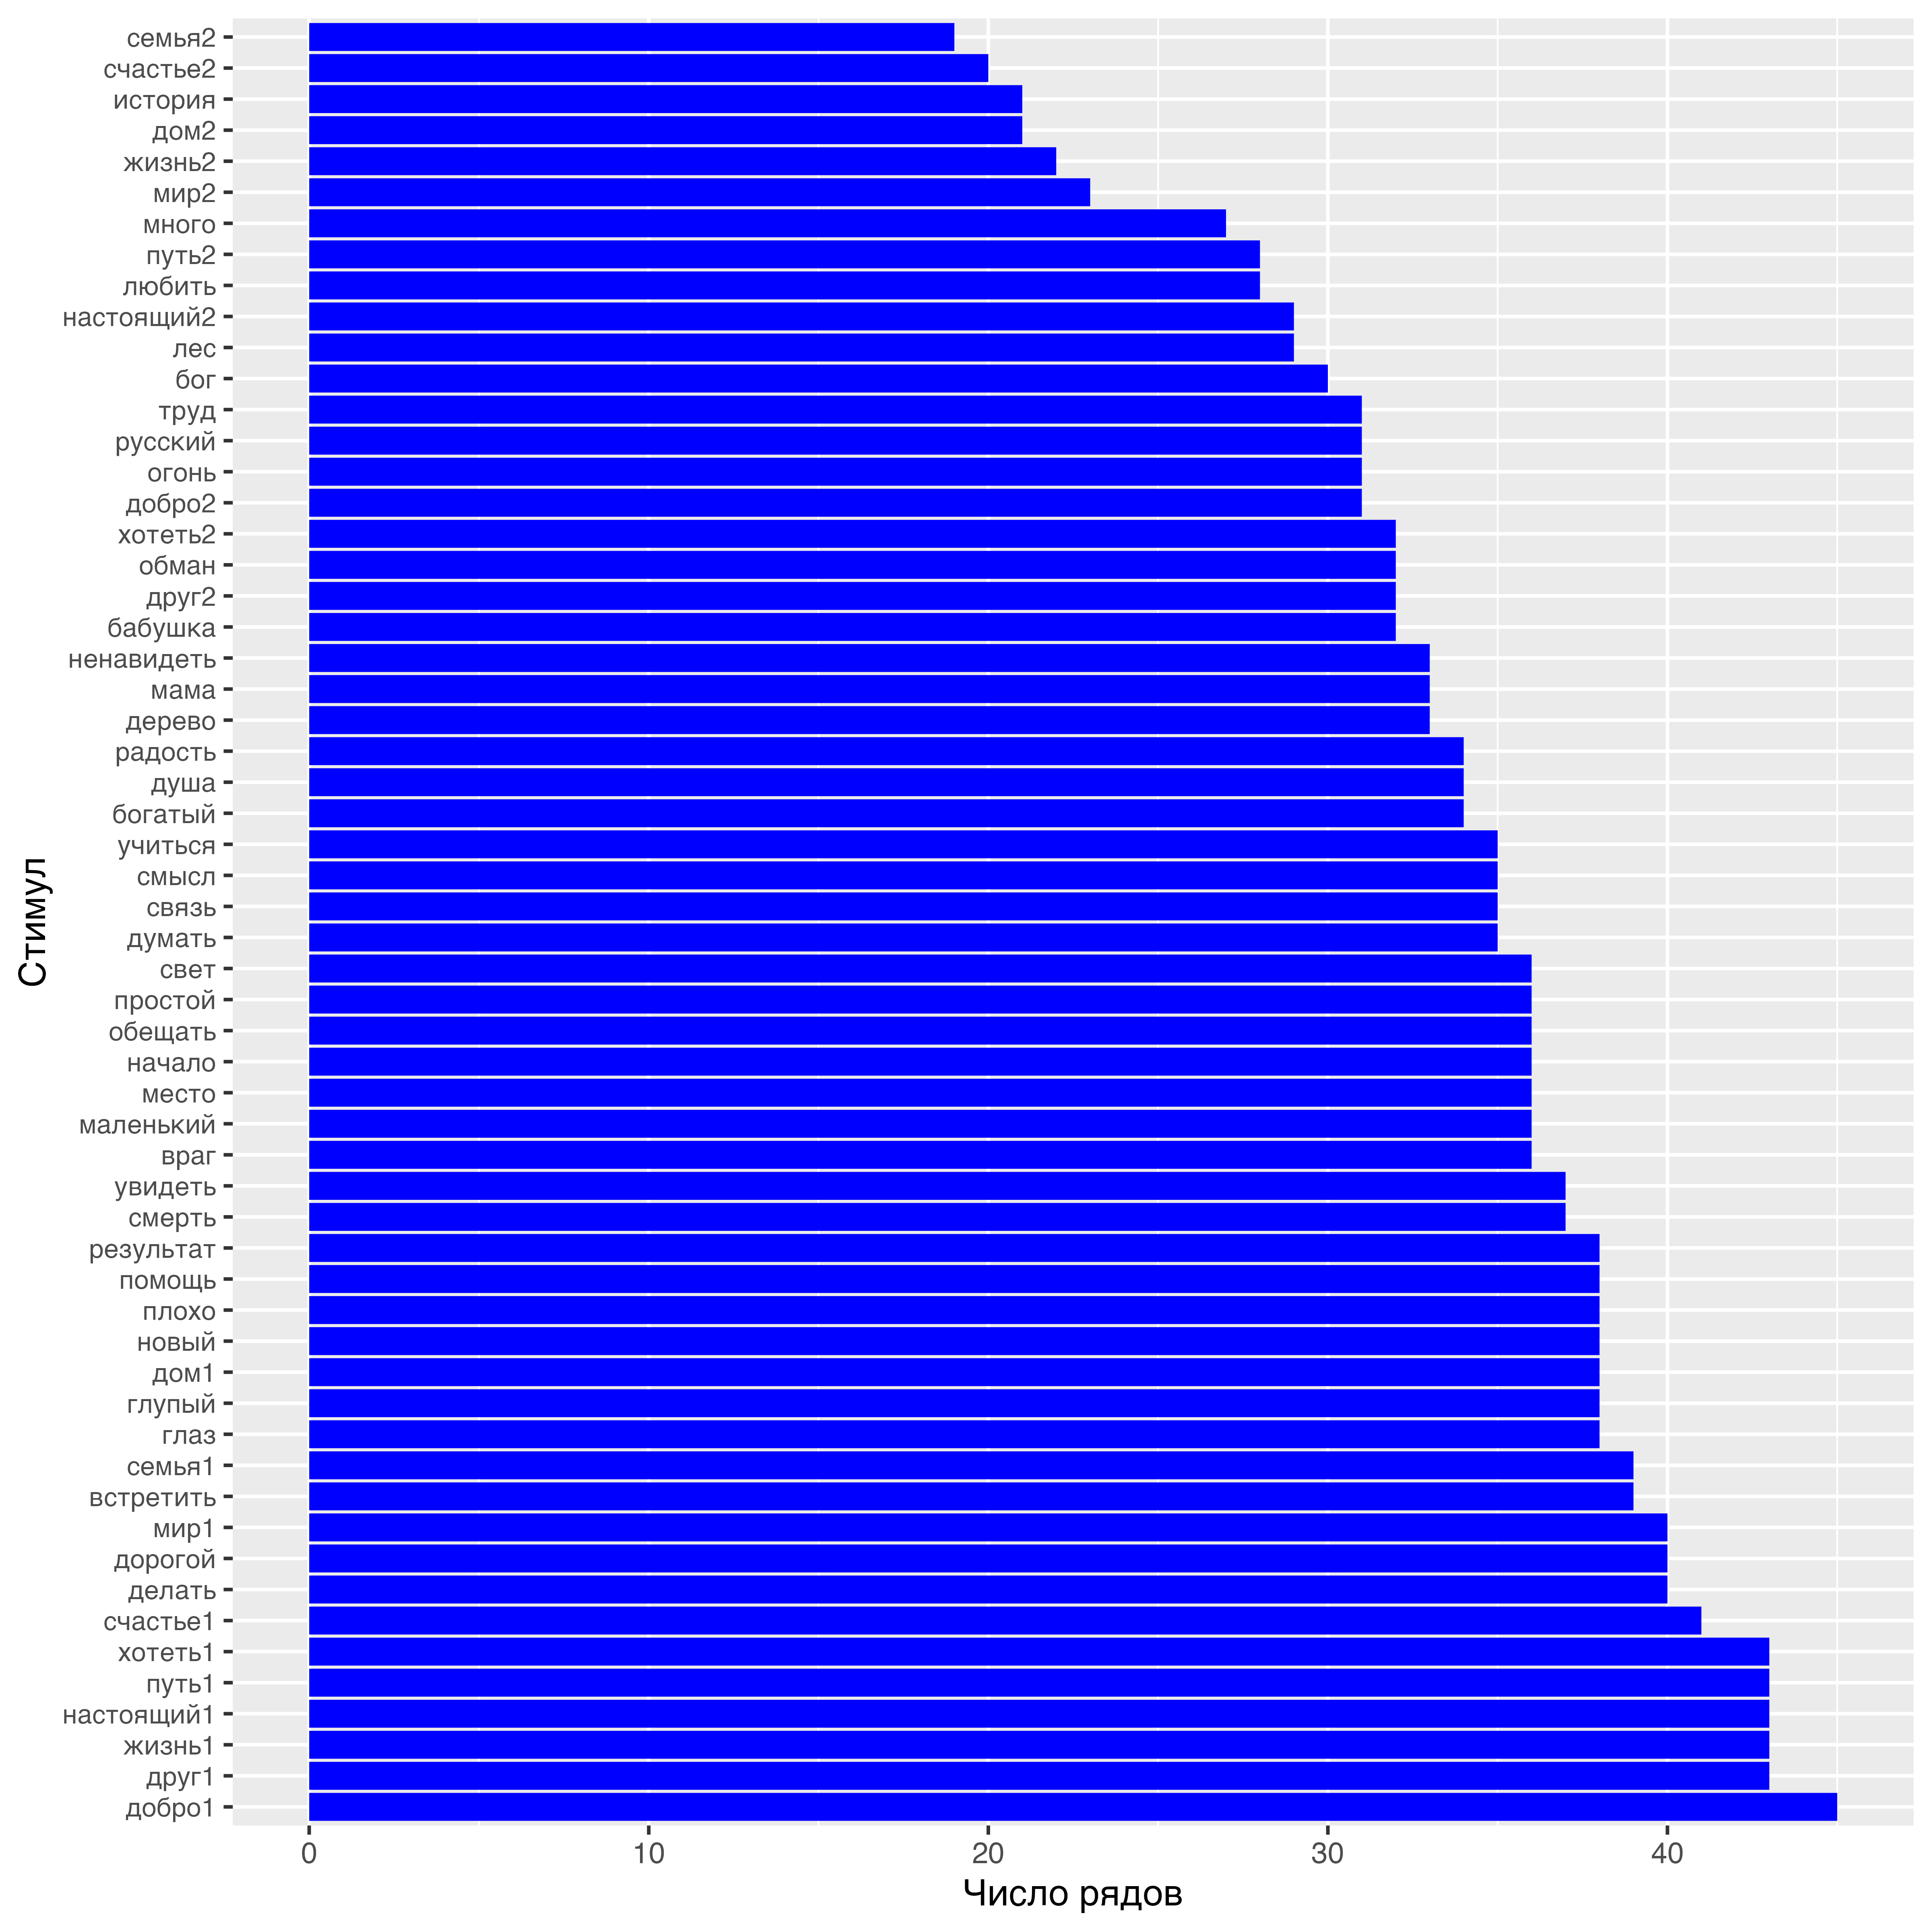 семья2
счастье2
история
дом2
жизнь2
мир2
много
путь2
любить
настоящий2
лес
бог
труд
русский
огонь
добро2
хотеть2
обман
друг2
бабушка
ненавидеть
мама
дерево
радость
душа
богатый
учиться
смысл
связь
думать
свет
простой
обещать
начало
место
маленький
враг
увидеть
смерть
результат
помощь
плохо
новый
дом1
глупый
глаз
семья1
встретить
мир1
дорогой
делать
счастье1
хотеть1
путь1
настоящий1
жизнь1
друг1
добро1
Стимул
0 10 20 30 40
Число рядов